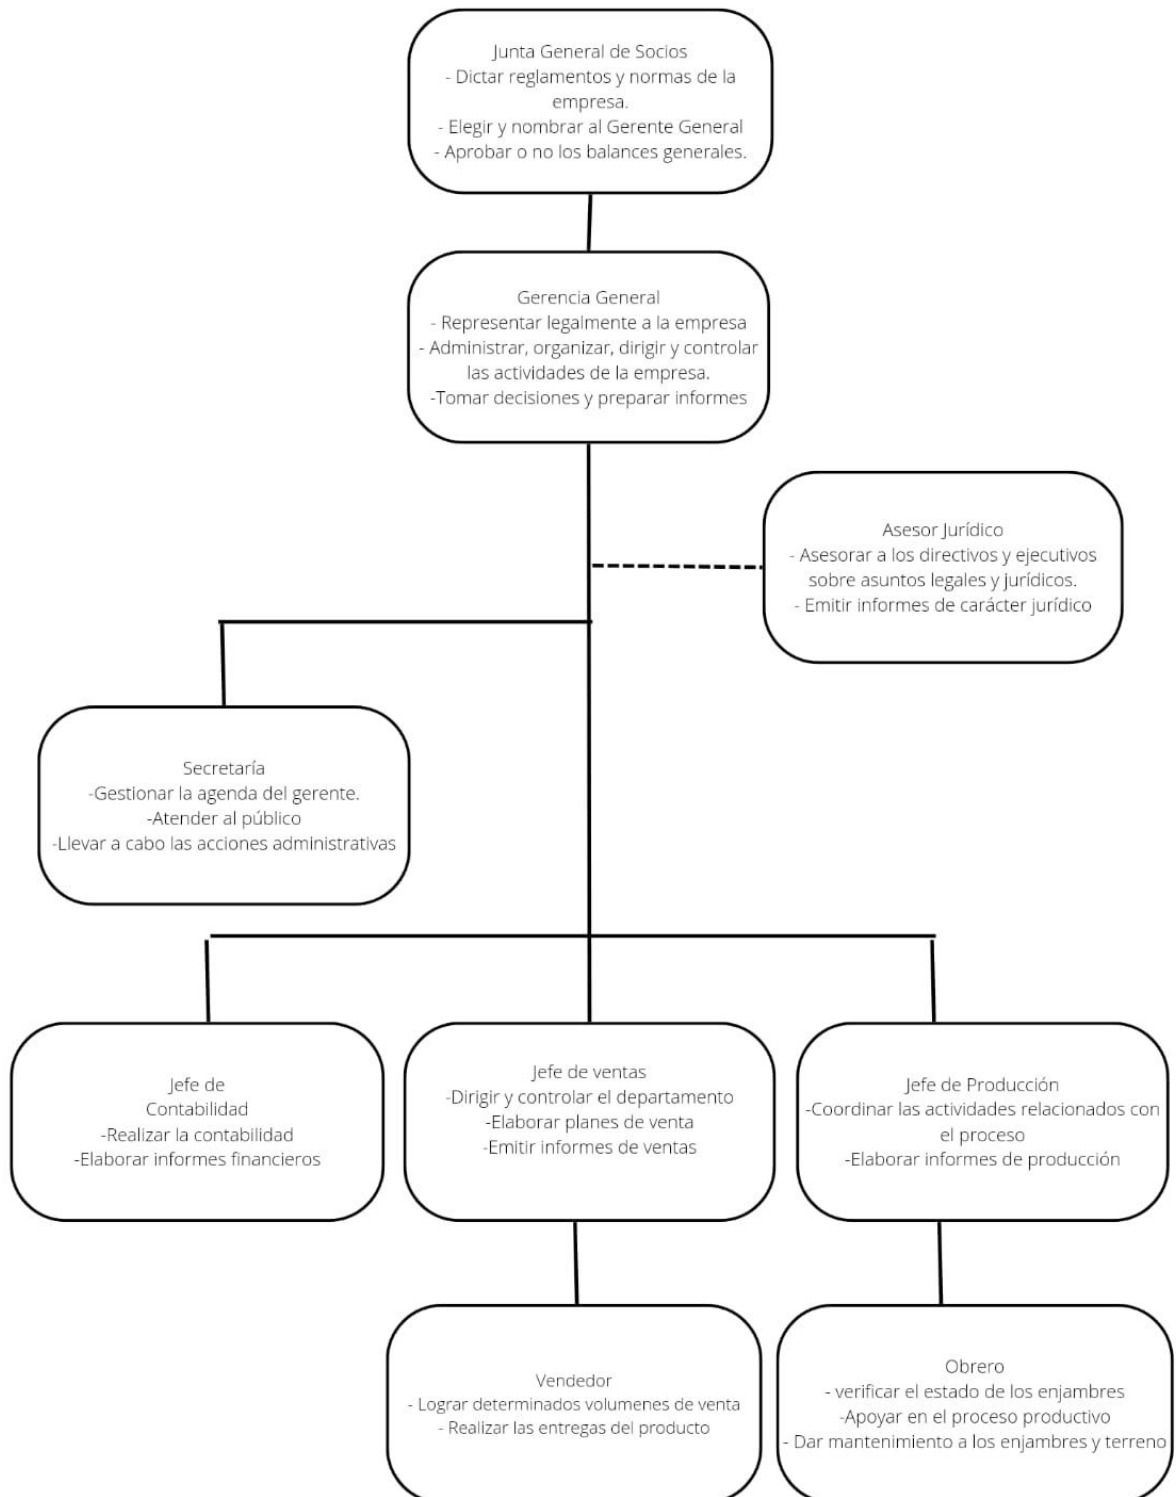 Junta General de Socios
- Dictar reglamentos y normas de la
empresa.
- Elegir y nombrar al Gerente General
- Aprobar o no los balances generales.
Gerencia General
- Representar legalmente a la empresa
- Administrar, organizar, dirigir y controlar
las actividades de la empresa.
-Tomar decisiones y preparar informes
Asesor Jurídico
- Asesorar a los directivos y ejecutivos
sobre asuntos legales y jurídicos.
- Emitir informes de carácter jurídico
Secretaría
-Gestionar la agenda del gerente.
-Atender al público
-Llevar a cabo las acciones administrativas
Jefe de
Contabilidad
-Realizar la contabilidad
-Elaborar informes financieros
Jefe de ventas
-Dirigir y controlar el departamento
-Elaborar planes de venta
-Emitir informes de ventas
Jefe de Producción
-Coordinar las actividades relacionados con
el proceso
-Elaborar informes de producción
Vendedor
- Lograr determinados volumenes de venta
- Realizar las entregas del producto
Obrero
- verificar el estado de los enjambres
-Apoyar en el proceso productivo
- Dar mantenimiento a los enjambres y terreno